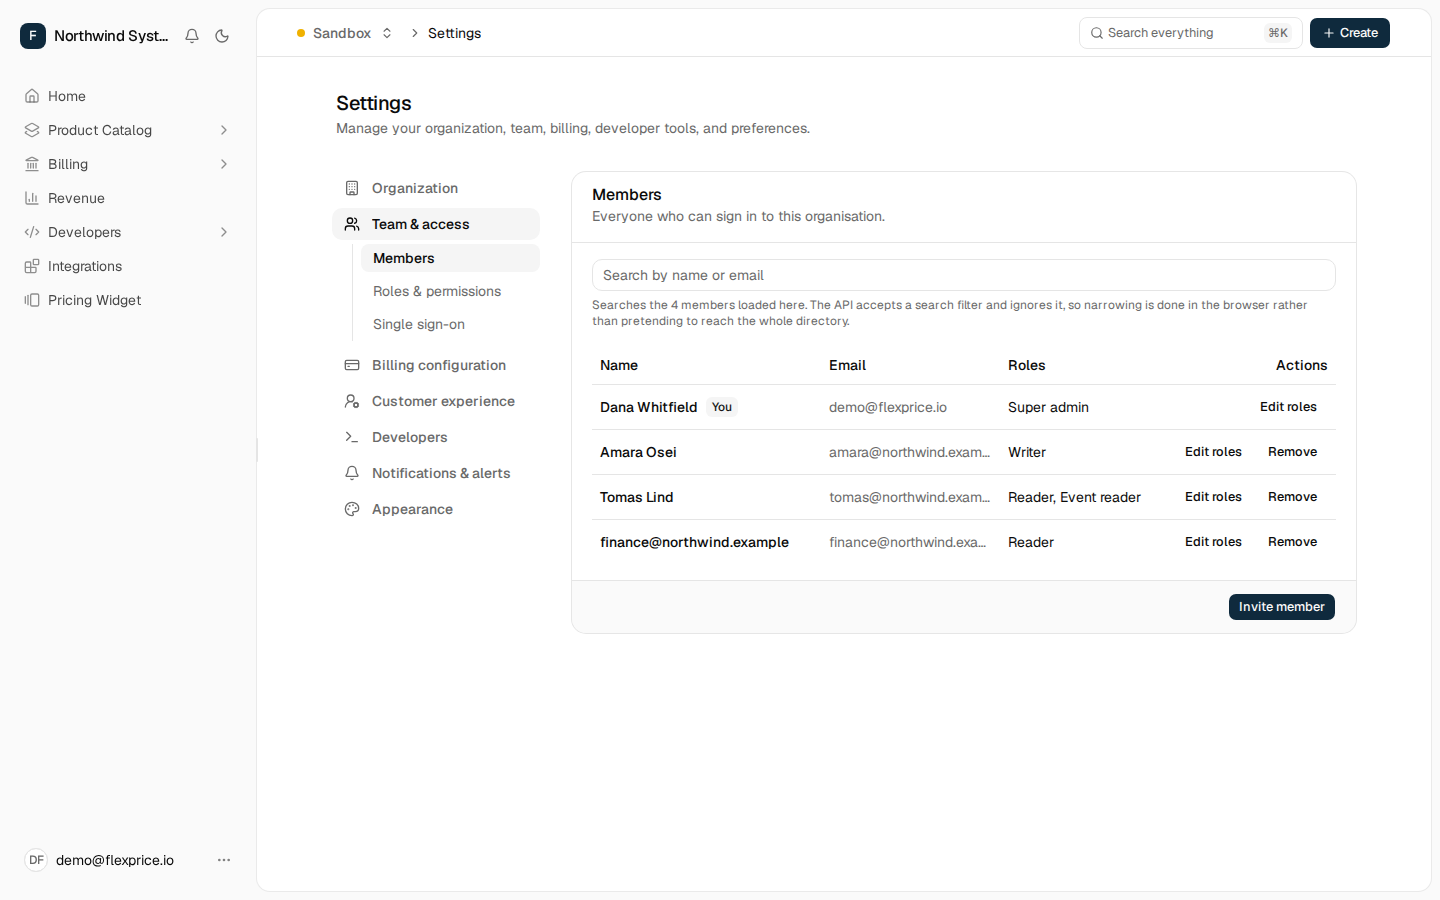 F Northwind Syst...
Home
Product Catalog
Billing
Revenue
Developers
Integrations
Pricing Widget
DF demo@flexprice.io
Sandbox
Settings
Search everything ⌘K
Create
Settings
Manage your organization, team, billing, developer tools, and preferences.
Organization
Team & access
Members
Roles & permissions
Single sign-on
Billing configuration
Customer experience
Developers
Notifications & alerts
Appearance
Members
Everyone who can sign in to this organisation.
Search by name or email
Searches the 4 members loaded here. The API accepts a search filter and ignores it, so narrowing is done in the browser rather
than pretending to reach the whole directory.
Name Email Roles Actions
Dana Whitfield You demo@flexprice.io Super admin Edit roles
Amara Osei amara@northwind.exam... Writer Edit roles Remove
Tomas Lind tomas@northwind.exam... Reader, Event reader Edit roles Remove
finance@northwind.example finance@northwind.exa... Reader Edit roles Remove
Invite member